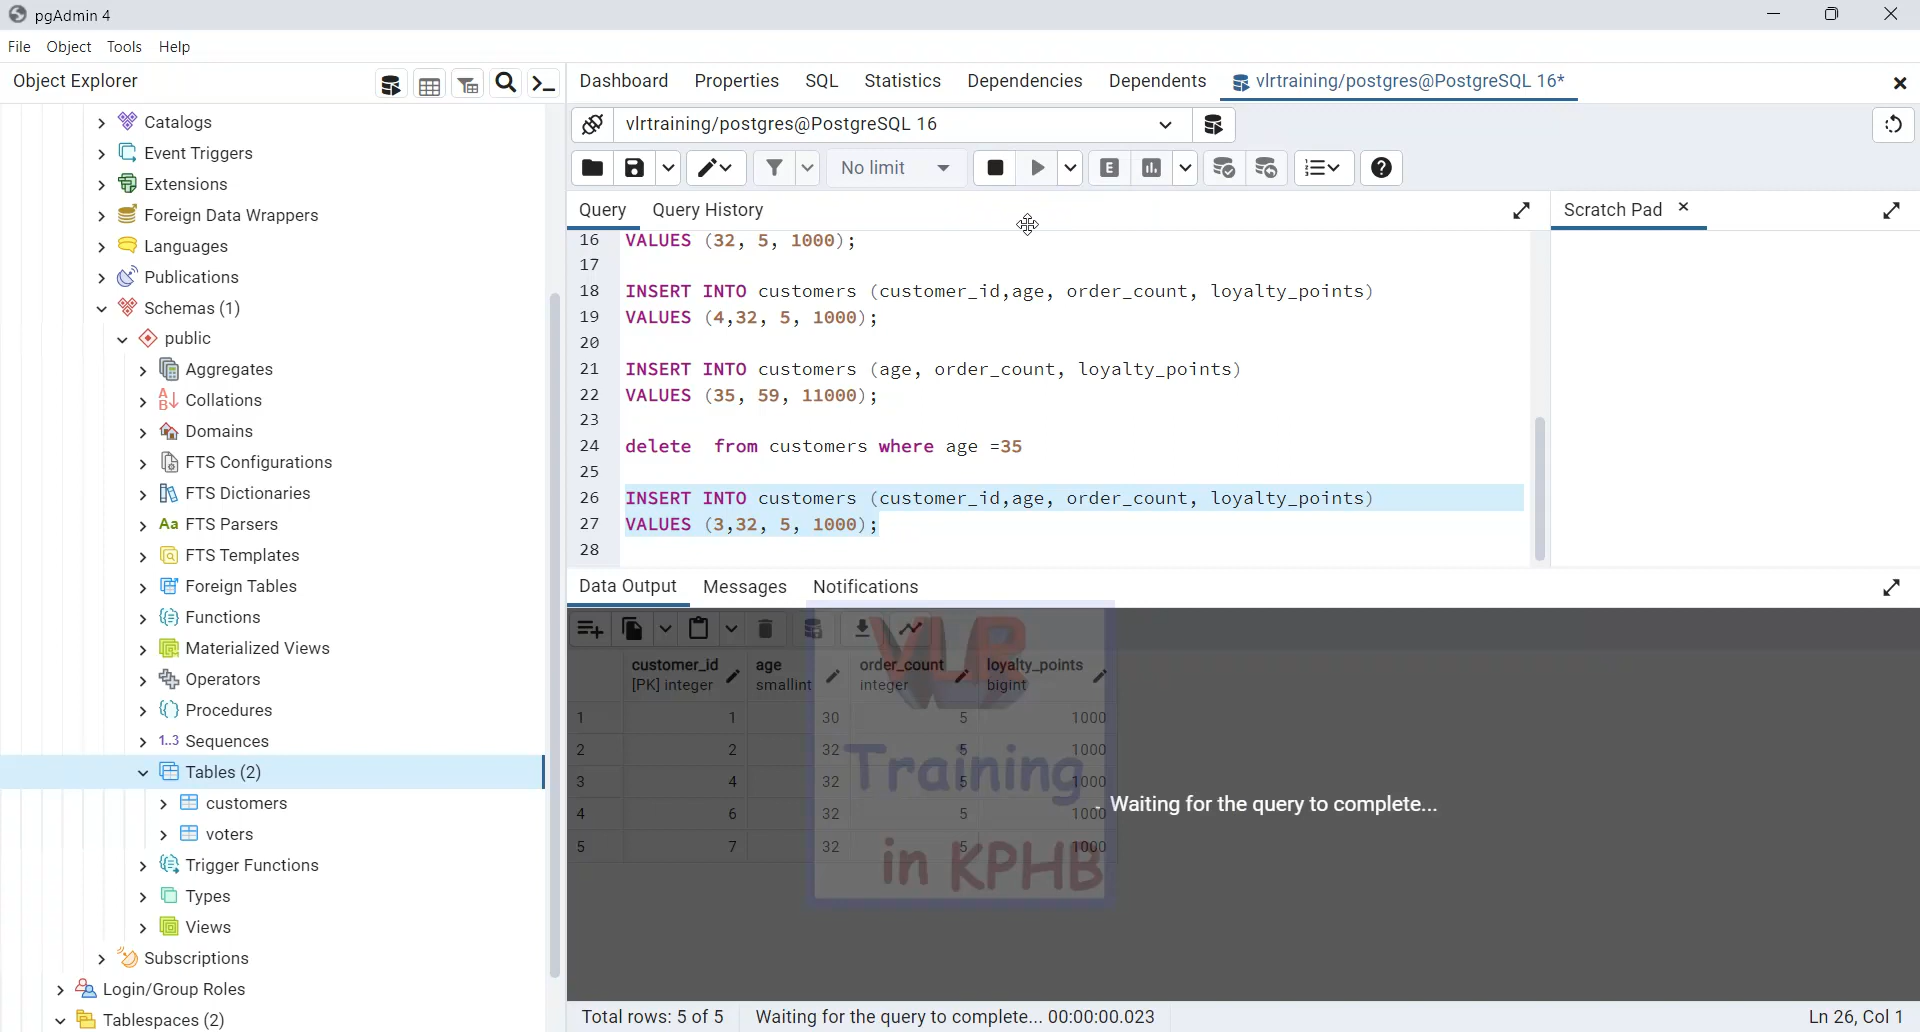 pgAdmin 4
File Object Tools Help
Object Explorer
Dashboard Properties SQL Statistics Dependencies Dependents vlrtraining/postgres@PostgreSQL 16*
vlrtraining/postgres@PostgreSQL 16
No limit
E
Query Query History
Scratch Pad
Catalogs
Event Triggers
Extensions
Foreign Data Wrappers
Languages
Publications
Schemas (1)
public
Aggregates
Collations
Domains
FTS Configurations
FTS Dictionaries
Aa FTS Parsers
FTS Templates
Foreign Tables
Functions
Materialized Views
Operators
Procedures
1..3 Sequences
Tables (2)
customers
voters
Trigger Functions
Types
Views
Subscriptions
Login/Group Roles
Tablespaces (2)
16 VALUES (32, 5, 1000);
17
18 INSERT INTO customers (customer_id,age, order_count, loyalty_points)
19 VALUES (4,32, 5, 1000);
20
21 INSERT INTO customers (age, order_count, loyalty_points)
22 VALUES (35, 59, 11000);
23
24 delete  from customers where age =35
25
26 INSERT INTO customers (customer_id,age, order_count, loyalty_points)
27 VALUES (3,32, 5, 1000);
28
Data Output Messages Notifications
customer_id age order_count loyalty_points
[PK] integer smallint integer bigint
1 1 30 5 1000
2 2 32 5 1000
3 4 32 5 1000
4 6 32 5 1000
5 7 32 5 1000
VLR
Training
in KPHB
Waiting for the query to complete...
Total rows: 5 of 5 Waiting for the query to complete... 00:00:00.023 Ln 26, Col 1